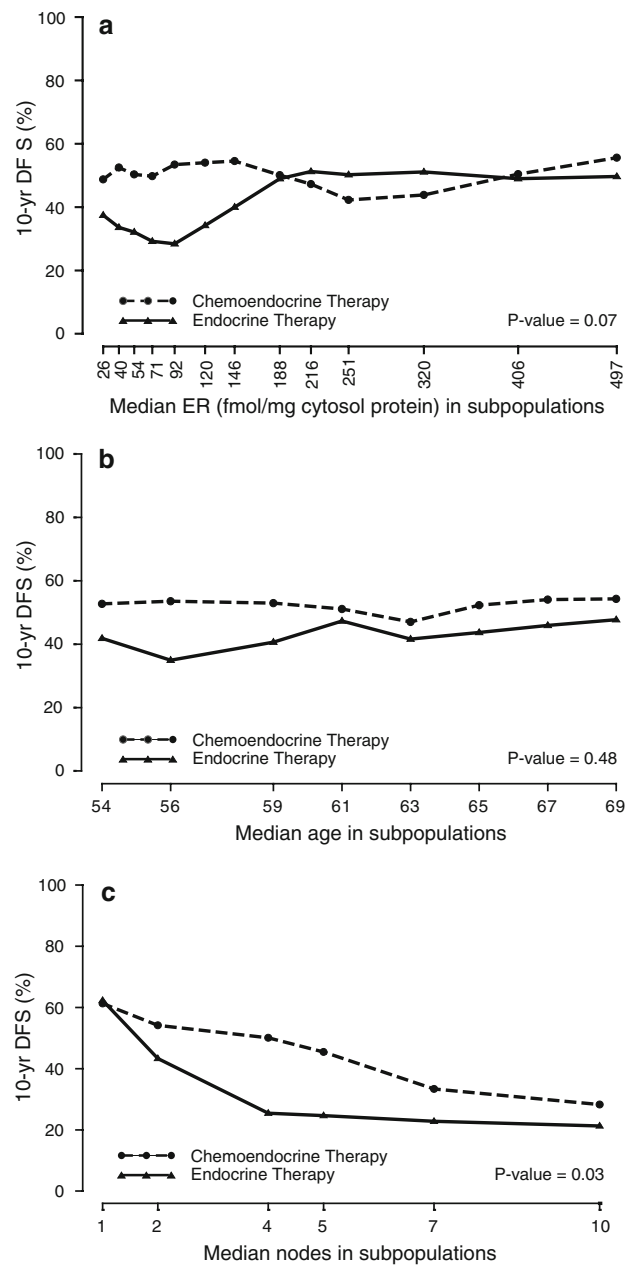 a
100
80
60
40
20
0
10-yr DF S (%)
Chemoendocrine Therapy
Endocrine Therapy
P-value = 0.07
26 40 54 71 92 120 146 188 216 251 320 406 497
Median ER (fmol/mg cytosol protein) in subpopulations
b
100
80
60
40
20
0
10-yr DFS (%)
Chemoendocrine Therapy
Endocrine Therapy
P-value = 0.48
54 56 59 61 63 65 67 69
Median age in subpopulations
c
100
80
60
40
20
0
10-yr DFS (%)
Chemoendocrine Therapy
Endocrine Therapy
P-value = 0.03
1 2 4 5 7 10
Median nodes in subpopulations